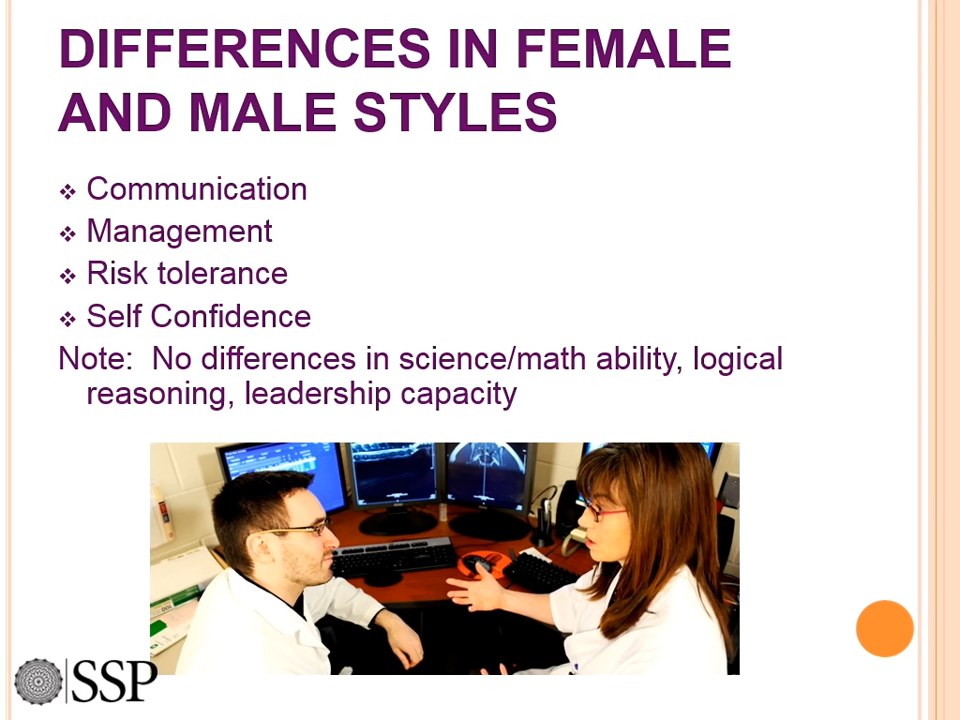 DIFFERENCES IN FEMALE
AND MALE STYLES
❖ Communication
❖ Management
❖ Risk tolerance
❖ Self Confidence
Note:  No differences in science/math ability, logical
reasoning, leadership capacity
SSP